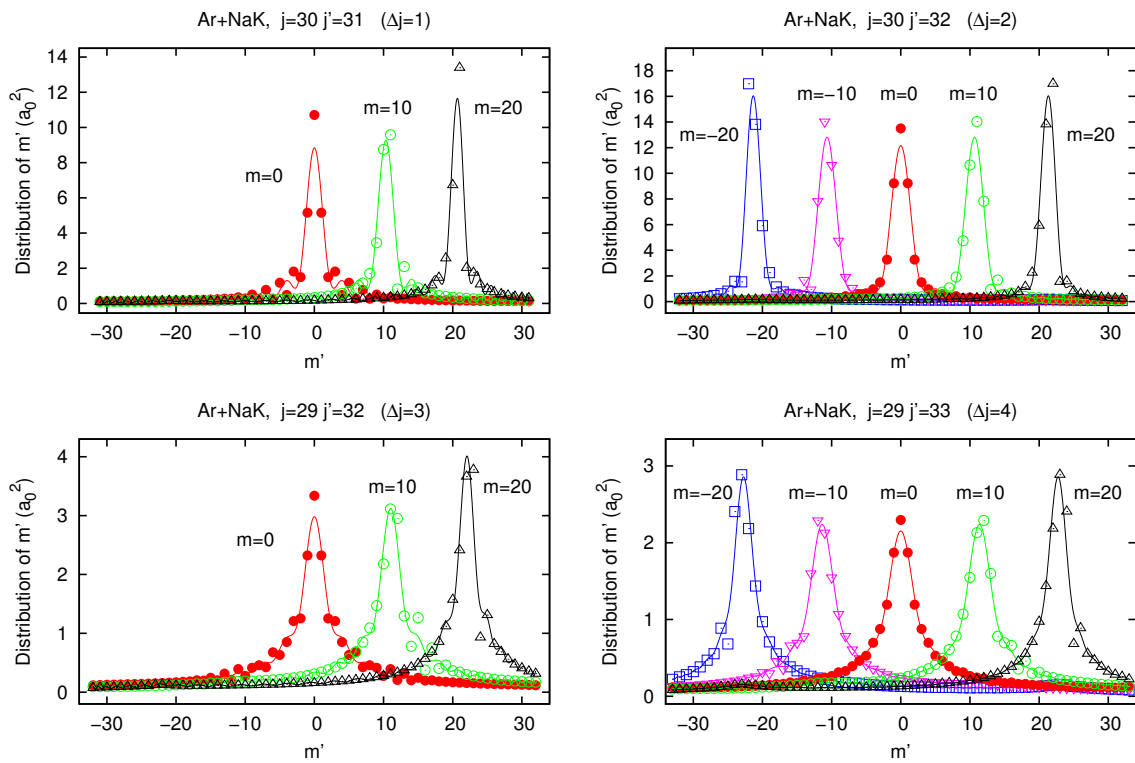 Ar+NaK, j=30 j'=31 (Δj=1)
Distribution of m' (a₀²)
14
12
10
8
6
4
2
0
m=0
m=10
m=20
−30 −20 −10 0 10 20 30
m'
Ar+NaK, j=30 j'=32 (Δj=2)
Distribution of m' (a₀²)
18
16
14
12
10
8
6
4
2
0
m=−20
m=−10
m=0
m=10
m=20
−30 −20 −10 0 10 20 30
m'
Ar+NaK, j=29 j'=32 (Δj=3)
Distribution of m' (a₀²)
4
3
2
1
0
m=0
m=10
m=20
−30 −20 −10 0 10 20 30
m'
Ar+NaK, j=29 j'=33 (Δj=4)
Distribution of m' (a₀²)
3
2
1
0
m=−20
m=−10
m=0
m=10
m=20
−30 −20 −10 0 10 20 30
m'